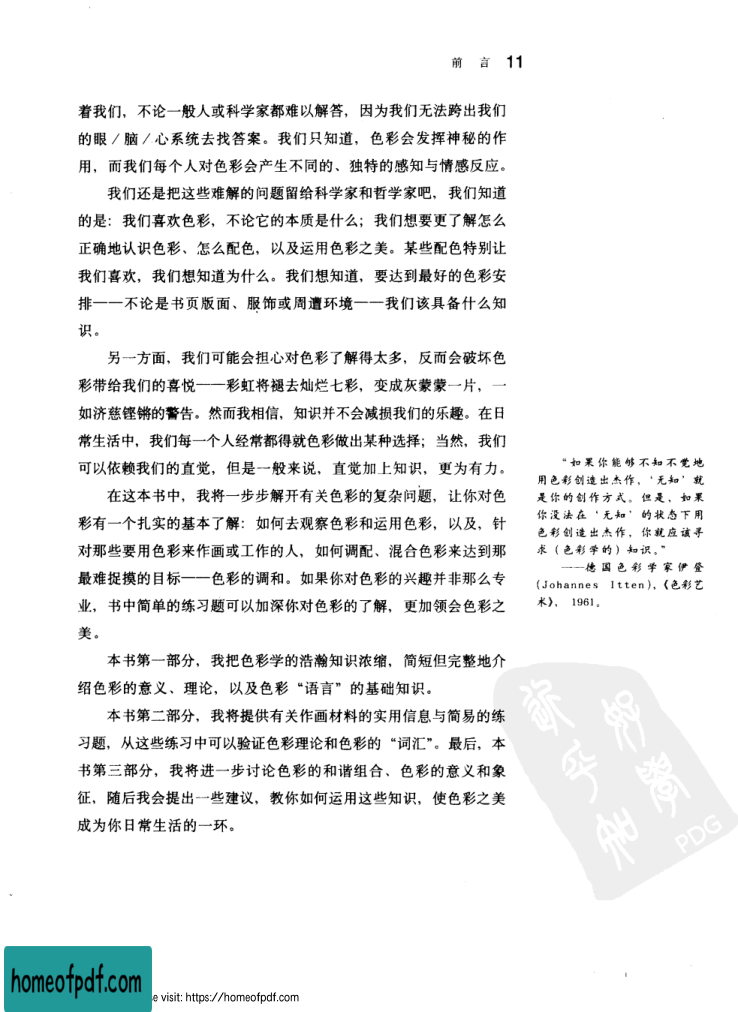 前 言 11
着我们，不论一般人或科学家都难以解答，因为我们无法跨出我们
的眼／脑／心系统去找答案。我们只知道，色彩会发挥神秘的作
用，而我们每个人对色彩会产生不同的、独特的感知与情感反应。
我们还是把这些难解的问题留给科学家和哲学家吧，我们知道
的是：我们喜欢色彩，不论它的本质是什么；我们想要更了解怎么
正确地认识色彩、怎么配色，以及运用色彩之美。某些配色特别让
我们喜欢，我们想知道为什么。我们想知道，要达到最好的色彩安
排——不论是书页版面、服饰或周遭环境——我们该具备什么知
识。
另一方面，我们可能会担心对色彩了解得太多，反而会破坏色
彩带给我们的喜悦——彩虹将褪去灿烂七彩，变成灰蒙蒙一片，一
如济慈铿锵的警告。然而我相信，知识并不会减损我们的乐趣。在日
常生活中，我们每一个人经常都得就色彩做出某种选择；当然，我们
可以依赖我们的直觉，但是一般来说，直觉加上知识，更为有力。
在这本书中，我将一步步解开有关色彩的复杂问题，让你对色
彩有一个扎实的基本了解：如何去观察色彩和运用色彩，以及，针
对那些要用色彩来作画或工作的人，如何调配、混合色彩来达到那
最难捉摸的目标——色彩的调和。如果你对色彩的兴趣并非那么专
业，书中简单的练习题可以加深你对色彩的了解，更加领会色彩之
美。
本书第一部分，我把色彩学的浩瀚知识浓缩，简短但完整地介
绍色彩的意义、理论，以及色彩“语言”的基础知识。
本书第二部分，我将提供有关作画材料的实用信息与简易的练
习题，从这些练习中可以验证色彩理论和色彩的“词汇”。最后，本
书第三部分，我将进一步讨论色彩的和谐组合、色彩的意义和象
征，随后我会提出一些建议，教你如何运用这些知识，使色彩之美
成为你日常生活的一环。
“如果你能够不知不觉地
用色彩创造出杰作，‘无知’就
是你的创作方式。但是，如果
你没法在‘无知’的状态下用
色彩创造出杰作，你就应该寻
求（色彩学的）知识。”
——德国色彩学家伊登
(Johannes Itten),《色彩艺
术》，1961。
PDG
homeofpdf.com
e visit: https://homeofpdf.com